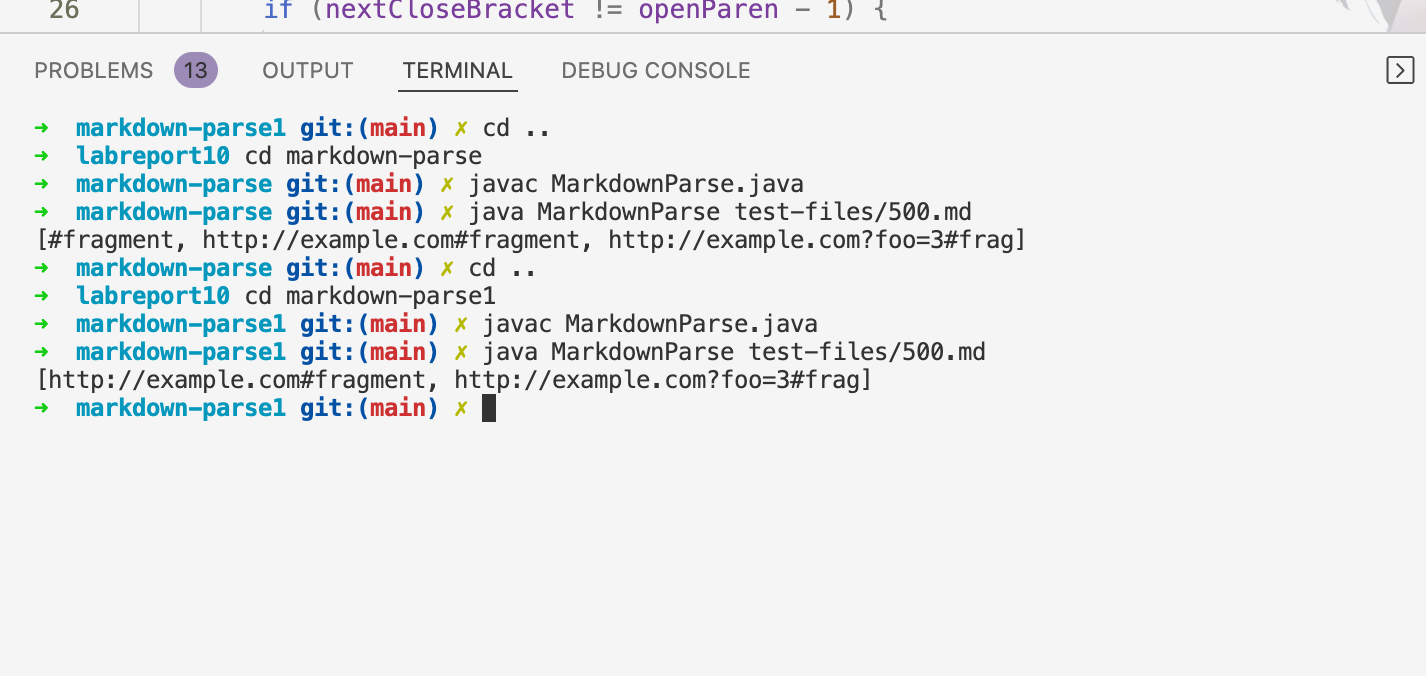 26 if (nextCloseBracket != openParen - 1) {
PROBLEMS 13 OUTPUT TERMINAL DEBUG CONSOLE
→ markdown-parse1 git:(main) ✗ cd ..
→ labreport10 cd markdown-parse
→ markdown-parse git:(main) ✗ javac MarkdownParse.java
→ markdown-parse git:(main) ✗ java MarkdownParse test-files/500.md
[#fragment, http://example.com#fragment, http://example.com?foo=3#frag]
→ markdown-parse git:(main) ✗ cd ..
→ labreport10 cd markdown-parse1
→ markdown-parse1 git:(main) ✗ javac MarkdownParse.java
→ markdown-parse1 git:(main) ✗ java MarkdownParse test-files/500.md
[http://example.com#fragment, http://example.com?foo=3#frag]
→ markdown-parse1 git:(main) ✗